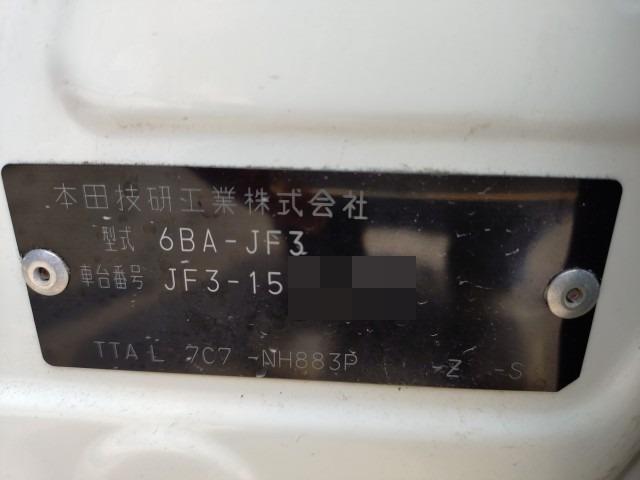 本田技研工業株式会社
型式 6BA-JF3
車台番号 JF3-15
TTA L 7C7 -NH883P -Z -S